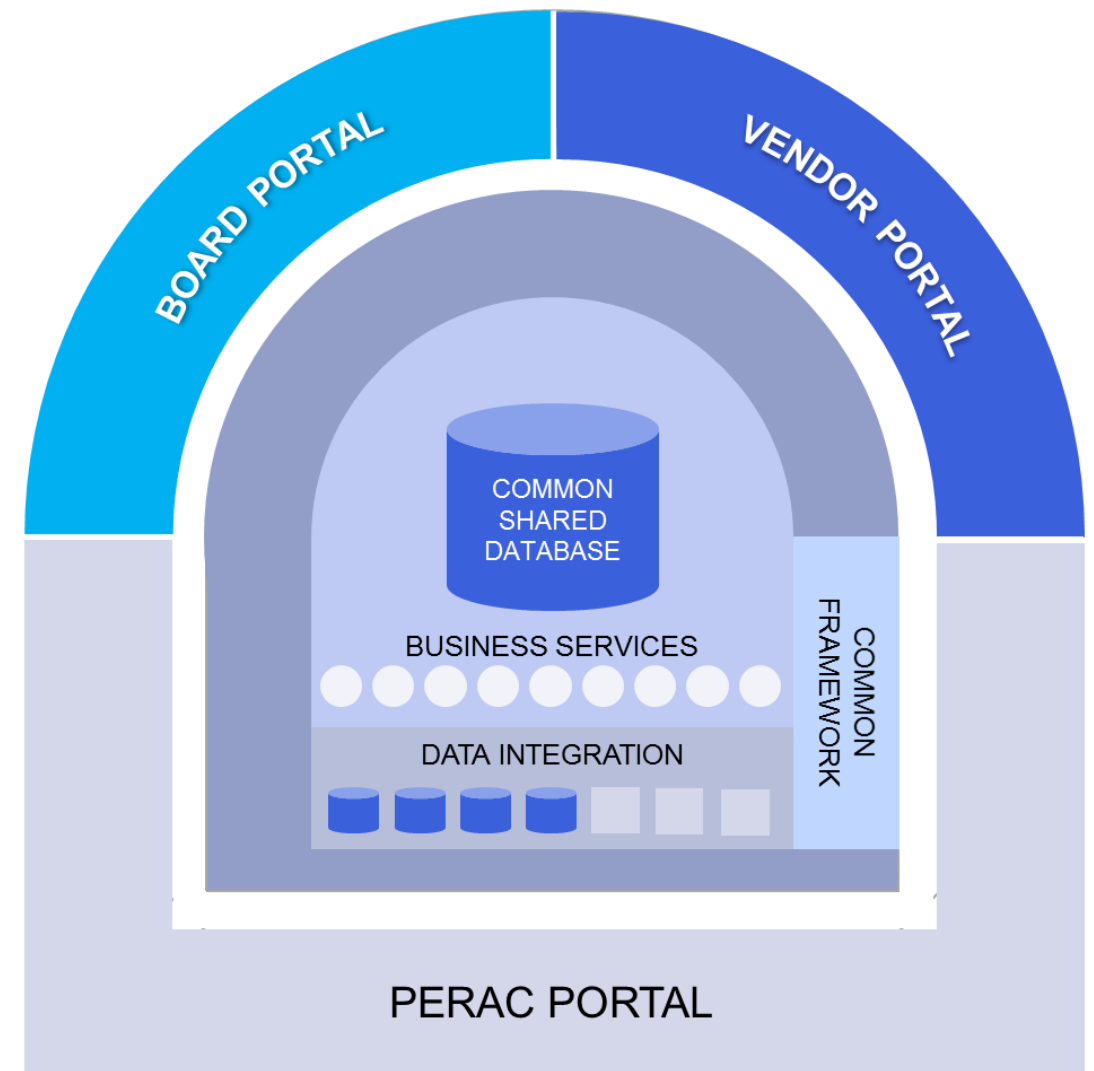 BOARD PORTAL
VENDOR PORTAL
COMMON
SHARED
DATABASE
BUSINESS SERVICES
COMMON
FRAMEWORK
DATA INTEGRATION
PERAC PORTAL